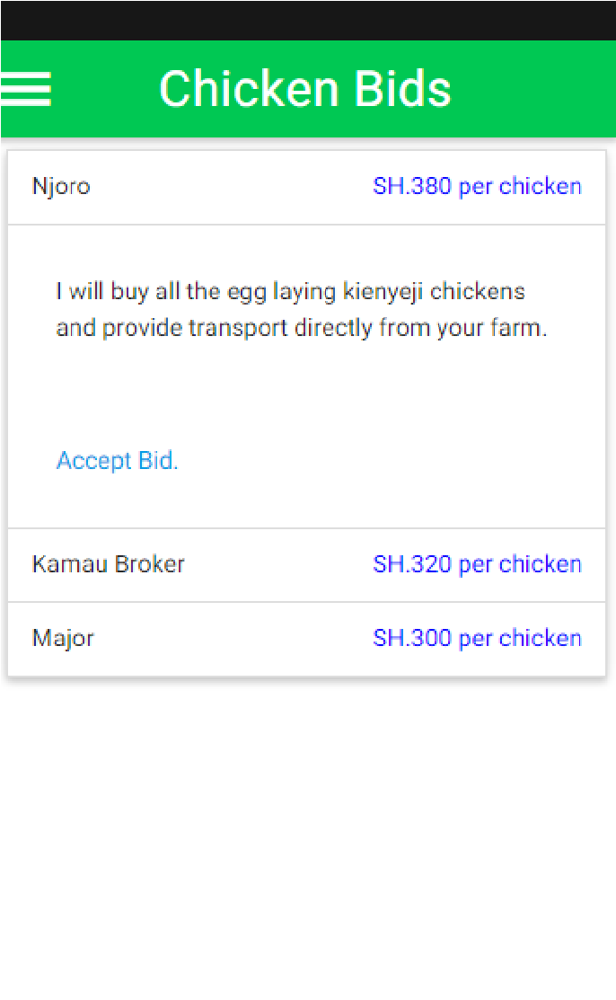 Chicken Bids
Njoro SH.380 per chicken
I will buy all the egg laying kienyeji chickens
and provide transport directly from your farm.
Accept Bid.
Kamau Broker SH.320 per chicken
Major SH.300 per chicken